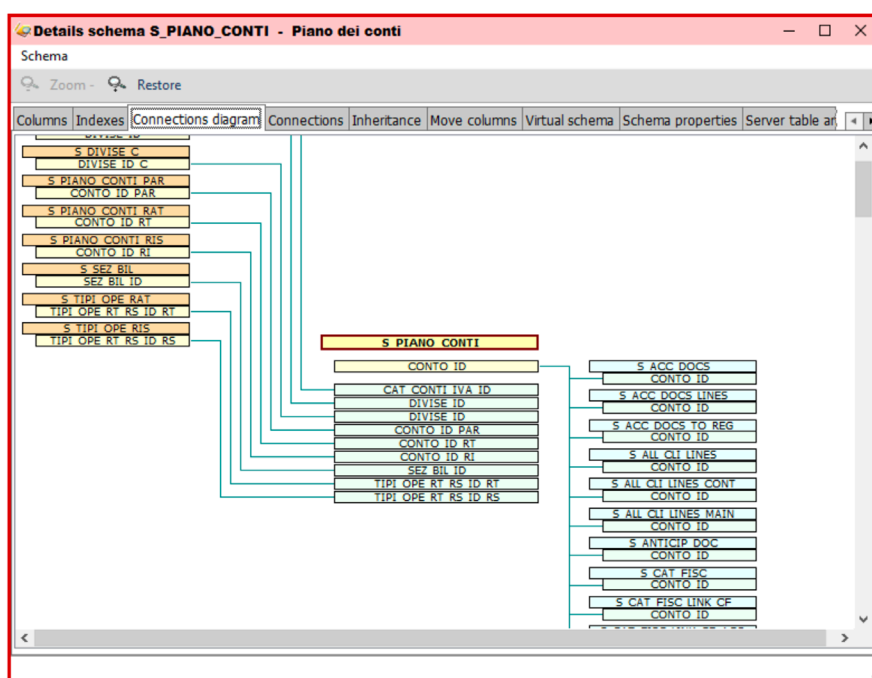 Details schema S_PIANO_CONTI - Piano dei conti
Schema
Zoom - Restore
Columns Indexes Connections diagram Connections Inheritance Move columns Virtual schema Schema properties Server table an
DIVISE ID
S DIVISE C
DIVISE ID C
S PIANO CONTI PAR
CONTO ID PAR
S PIANO CONTI RAT
CONTO ID RT
S PIANO CONTI RIS
CONTO ID RI
S SEZ BIL
SEZ BIL ID
S TIPI OPE RAT
TIPI OPE RT RS ID RT
S TIPI OPE RIS
TIPI OPE RT RS ID RS
S PIANO CONTI
CONTO ID
CAT CONTI IVA ID
DIVISE ID
DIVISE ID
CONTO ID PAR
CONTO ID RT
CONTO ID RI
SEZ BIL ID
TIPI OPE RT RS ID RT
TIPI OPE RT RS ID RS
S ACC DOCS
CONTO ID
S ACC DOCS LINES
CONTO ID
S ACC DOCS TO REG
CONTO ID
S ALL CLI LINES
CONTO ID
S ALL CLI LINES CONT
CONTO ID
S ALL CLI LINES MAIN
CONTO ID
S ANTICIP DOC
CONTO ID
S CAT FISC
CONTO ID
S CAT FISC LINK CF
CONTO ID